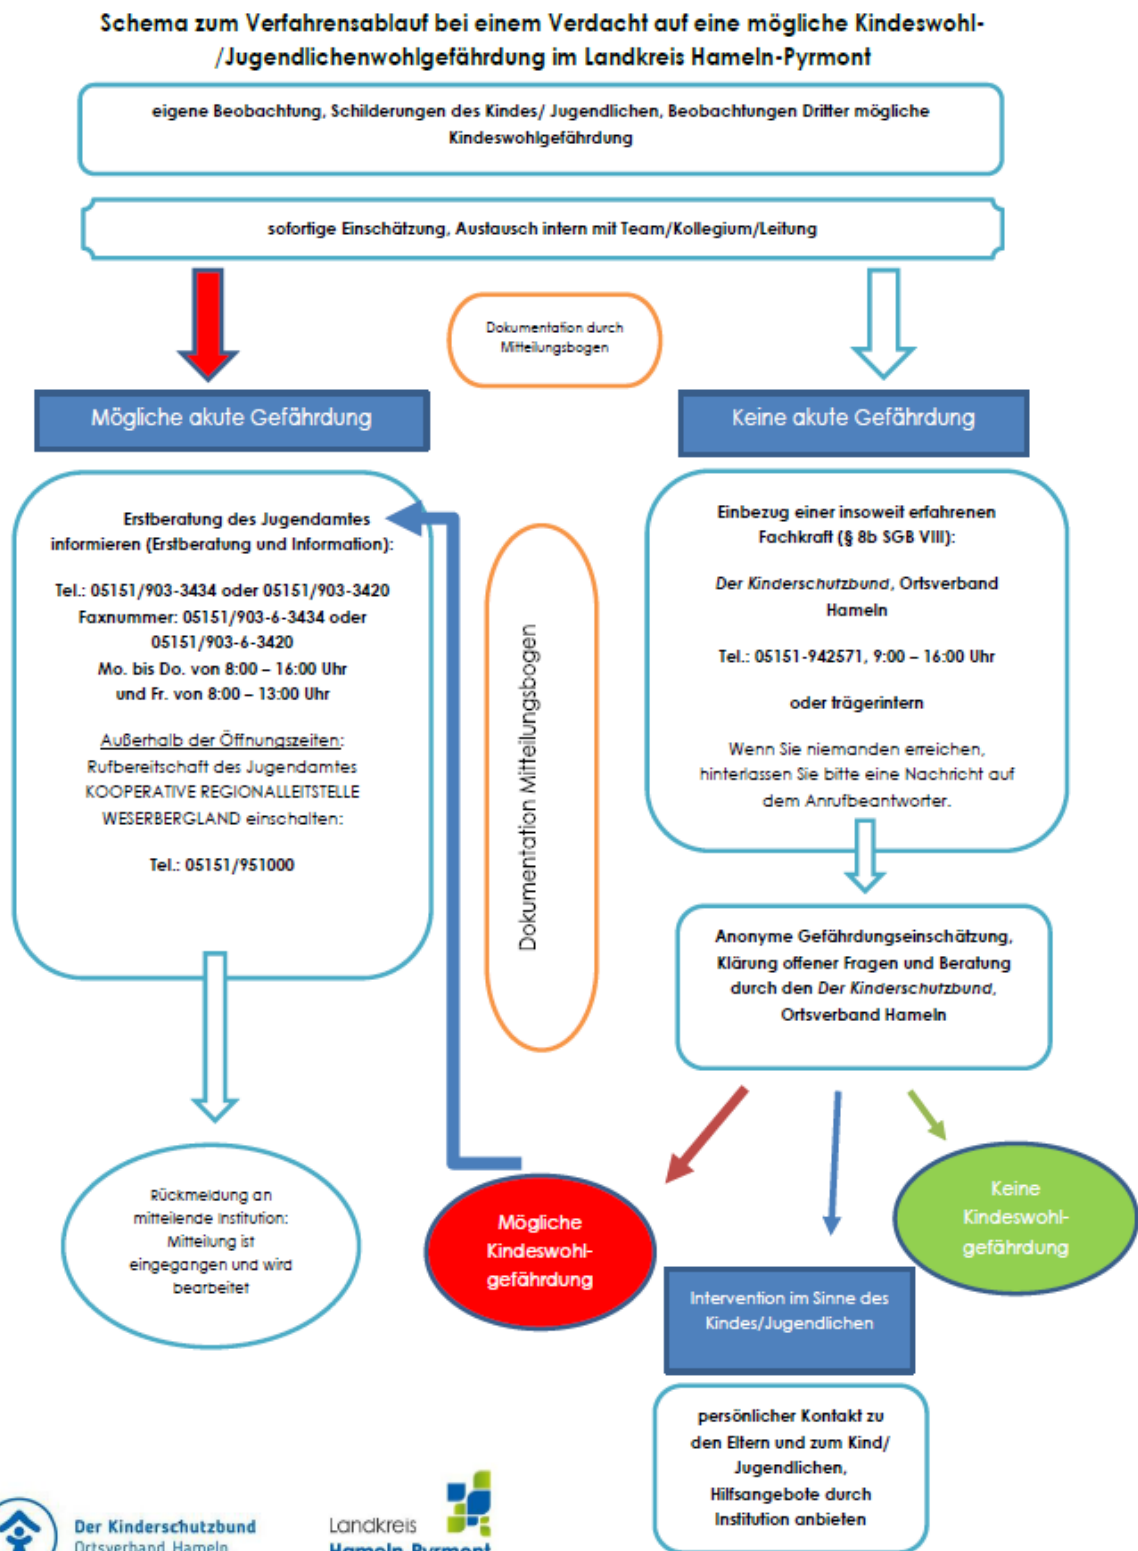 Schema zum Verfahrensablauf bei einem Verdacht auf eine mögliche Kindeswohl-
/Jugendlichenwohlgefährdung im Landkreis Hameln-Pyrmont
eigene Beobachtung, Schilderungen des Kindes/ Jugendlichen, Beobachtungen Dritter mögliche
Kindeswohlgefährdung
sofortige Einschätzung, Austausch intern mit Team/Kollegium/Leitung
Dokumentation durch
Mitteilungsbogen
Mögliche akute Gefährdung
Keine akute Gefährdung
Erstberatung des Jugendamtes
informieren (Erstberatung und Information):
Tel.: 05151/903-3434 oder 05151/903-3420
Faxnummer: 05151/903-6-3434 oder
05151/903-6-3420
Mo. bis Do. von 8:00 – 16:00 Uhr
und Fr. von 8:00 – 13:00 Uhr
Außerhalb der Öffnungszeiten:
Rufbereitschaft des Jugendamtes
KOOPERATIVE REGIONALLEITSTELLE
WESERBERGLAND einschalten:
Tel.: 05151/951000
Dokumentation Mitteilungsbogen
Einbezug einer insoweit erfahrenen
Fachkraft (§ 8b SGB VIII):
Der Kinderschutzbund, Ortsverband
Hameln
Tel.: 05151-942571, 9:00 – 16:00 Uhr
oder trägerintern
Wenn Sie niemanden erreichen,
hinterlassen Sie bitte eine Nachricht auf
dem Anrufbeantworter.
Anonyme Gefährdungseinschätzung,
Klärung offener Fragen und Beratung
durch den Der Kinderschutzbund,
Ortsverband Hameln
Rückmeldung an
mitteilende Institution:
Mitteilung ist
eingegangen und wird
bearbeitet
Mögliche
Kindeswohl-
gefährdung
Keine
Kindeswohl-
gefährdung
Intervention im Sinne des
Kindes/Jugendlichen
persönlicher Kontakt zu
den Eltern und zum Kind/
Jugendlichen,
Hilfsangebote durch
Institution anbieten
Der Kinderschutzbund
Ortsverband Hameln
Landkreis
Hameln-Pyrmont